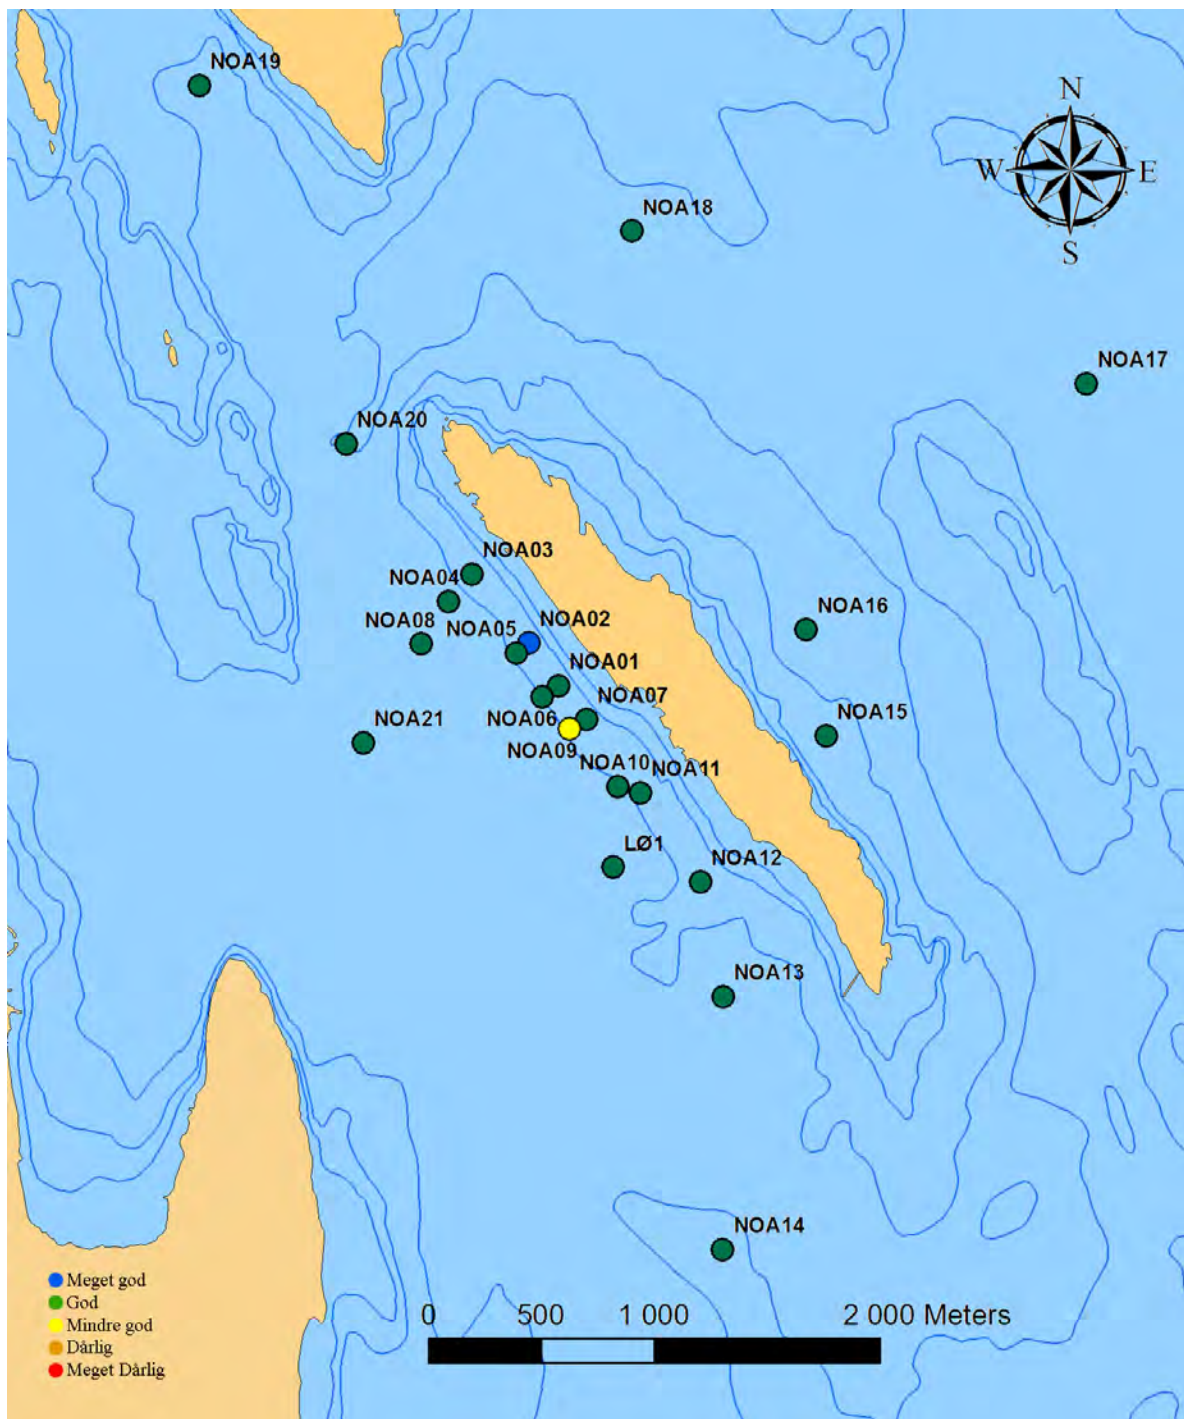 NOA19
N
W
E
S
NOA18
NOA17
NOA20
NOA03
NOA04
NOA16
NOA08
NOA05
NOA02
NOA01
NOA07
NOA21
NOA06
NOA15
NOA09
NOA10
NOA11
LØ1
NOA12
NOA13
NOA14
Meget god
God
Mindre god
Dårlig
Meget Dårlig
0 500 1 000 2 000 Meters